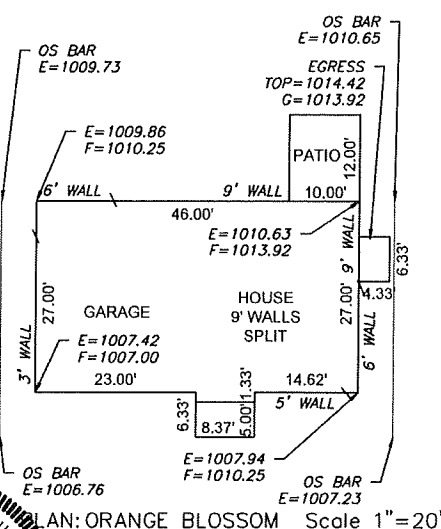 OS BAR
E=1010.65
OS BAR
E=1009.73
EGRESS
TOP=1014.42
G=1013.92
E=1009.86
F=1010.25
PATIO
12.00'
10.00'
6' WALL
9' WALL
46.00'
E=1010.63
F=1013.92
9' WALL
6.33'
4.33
27.00'
GARAGE
HOUSE
9' WALLS
SPLIT
27.00'
3' WALL
E=1007.42
F=1007.00
6' WALL
23.00'
14.62'
1.33'
6.33'
5.00'
8.37'
5' WALL
E=1007.94
F=1010.25
OS BAR
E=1006.76
OS BAR
E=1007.23
LAN: ORANGE BLOSSOM Scale 1"=20'